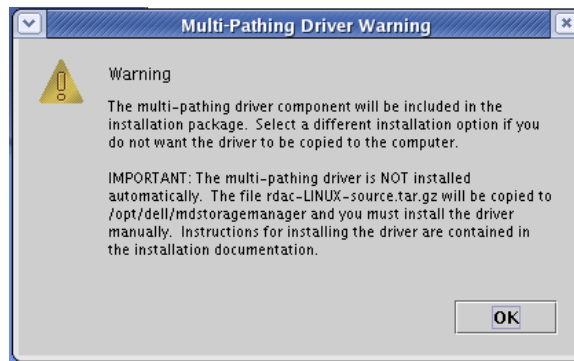 Multi-Pathing Driver Warning
Warning
The multi-pathing driver component will be included in the
installation package. Select a different installation option if you
do not want the driver to be copied to the computer.
IMPORTANT: The multi-pathing driver is NOT installed
automatically. The file rdac-LINUX-source.tar.gz will be copied to
/opt/dell/mdstoragemanager and you must install the driver
manually. Instructions for installing the driver are contained in
the installation documentation.
OK